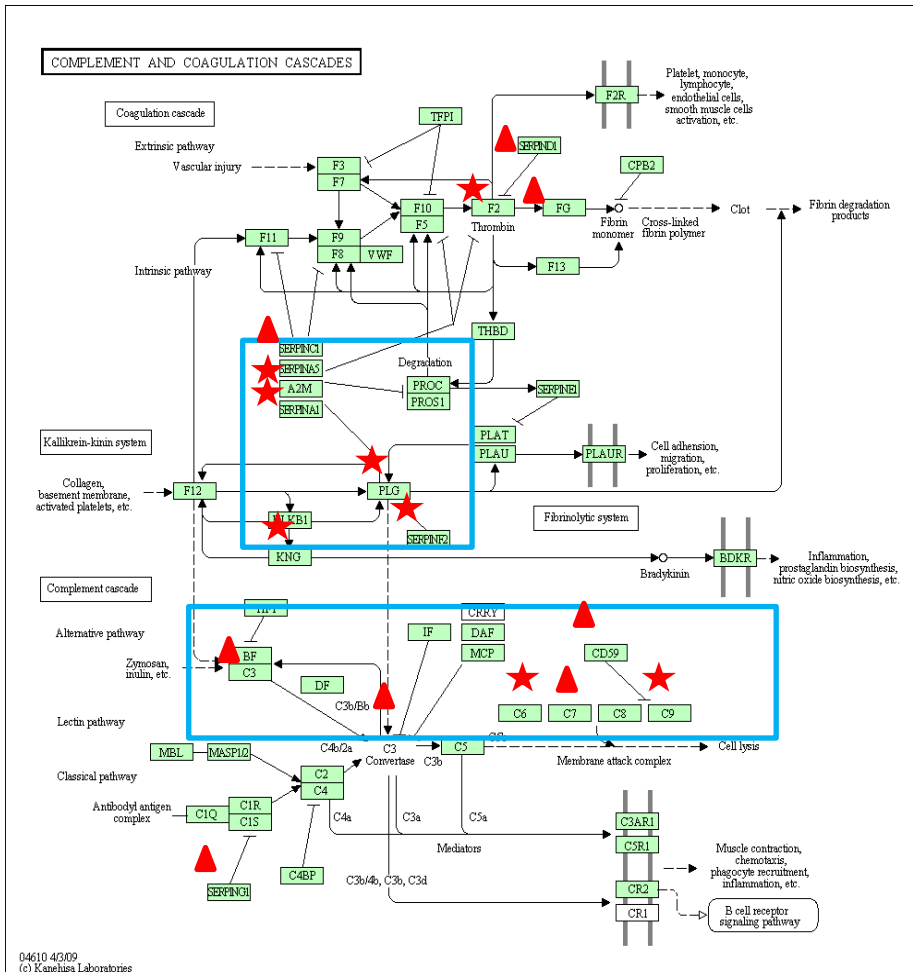 COMPLEMENT AND COAGULATION CASCADES
Platelet, monocyte,
lymphocyte,
endothelial cells,
smooth muscle cells
activation, etc.
F2R
Coagulation cascade
TFPI
Extrinsic pathway
SERPIND1
Vascular injury
F3
F7
CPB2
F10
F5
F2
Thrombin
FG
Fibrin
monomer
Cross-linked
fibrin polymer
Clot
Fibrin degradation
products
F11
F9
F8
VWF
Intrinsic pathway
F13
THBD
SERPINC1
SERPINA5
A2M
SERPINA1
Degradation
PROC
PROS1
SERPINE1
PLAT
PLAU
PLAUR
Cell adhension,
migration,
proliferation, etc.
Kallikrein-kinin system
Collagen,
basement membrane,
activated platelets, etc.
F12
PLG
KLKB1
SERPINF2
Fibrinolytic system
KNG
Bradykinin
BDKR
Inflammation,
prostaglandin biosynthesis,
nitric oxide biosynthesis, etc.
Complement cascade
CRRY
Alternative pathway
IF
DAF
MCP
CD59
Zymosan,
inulin, etc.
BF
C3
DF
C3b/Bb
C6
C7
C8
C9
Lectin pathway
MBL
MASP1/2
C4b/2a
C3
Convertase
C3b
C5
Membrane attack complex
Cell lysis
Classical pathway
C2
C4
Antibodyl antigen
complex
C1Q
C1R
C1S
C4a
C3a
C5a
Mediators
C3AR1
C5R1
Muscle contraction,
chemotaxis,
phagocyte recruitment,
inflammation, etc.
SERPING1
C4BP
C3b/4b, C3b, C3d
CR2
CR1
B cell receptor
signaling pathway
04610 4/3/09
(c) Kanehisa Laboratories